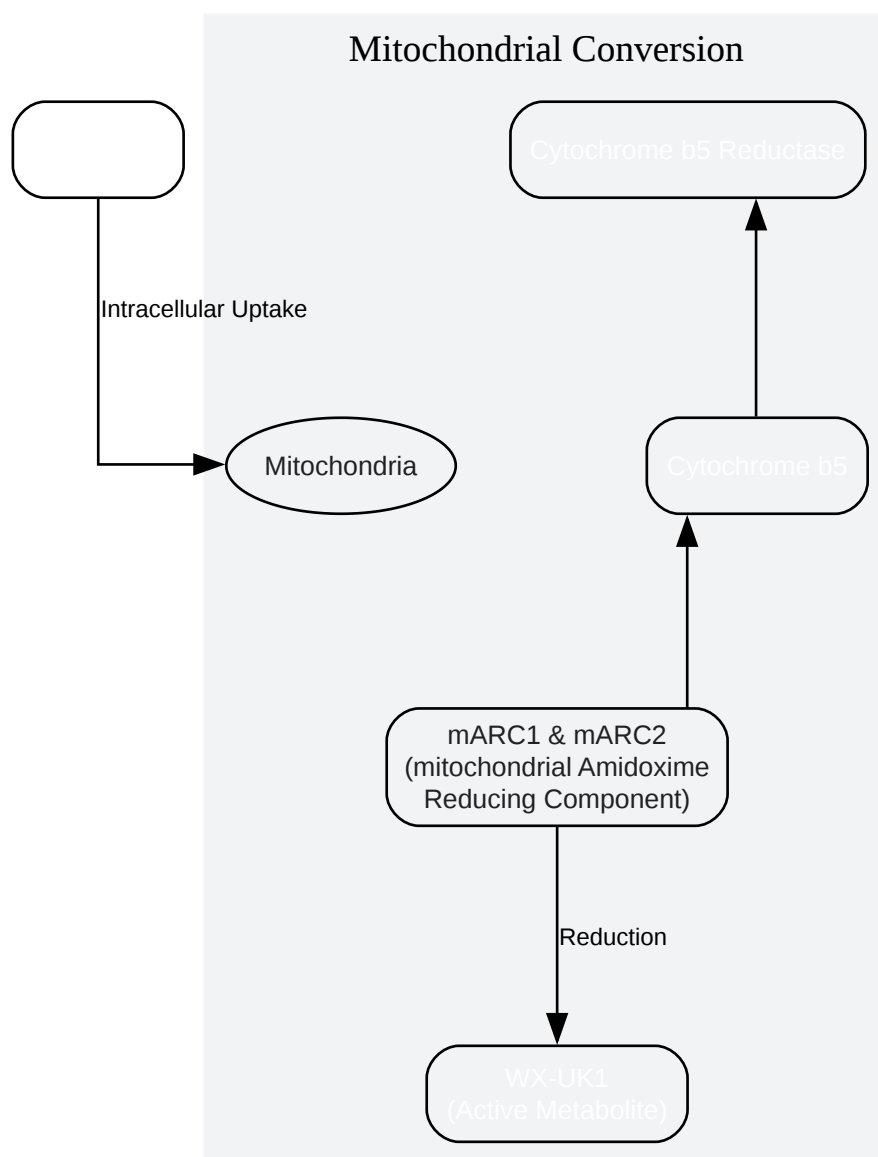 Mitochondrial Conversion
Cytochrome b5 Reductase
Intracellular Uptake
Mitochondria
Cytochrome b5
mARC1 & mARC2
(mitochondrial Amidoxime
Reducing Component)
Reduction
WX-UK1
(Active Metabolite)